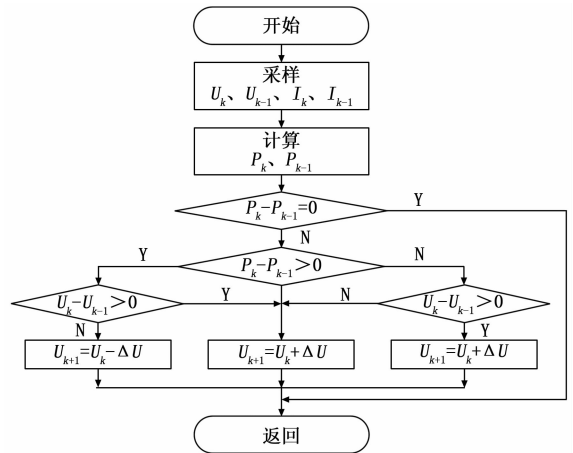 开始
采样
U_k、U_{k-1}、I_k、I_{k-1}
计算
P_k、P_{k-1}
P_k-P_{k-1}=0
Y
N
P_k-P_{k-1}>0
Y
N
U_k-U_{k-1}>0
Y
N
U_k-U_{k-1}>0
N
Y
U_{k+1}=U_k-ΔU
U_{k+1}=U_k+ΔU
U_{k+1}=U_k+ΔU
返回